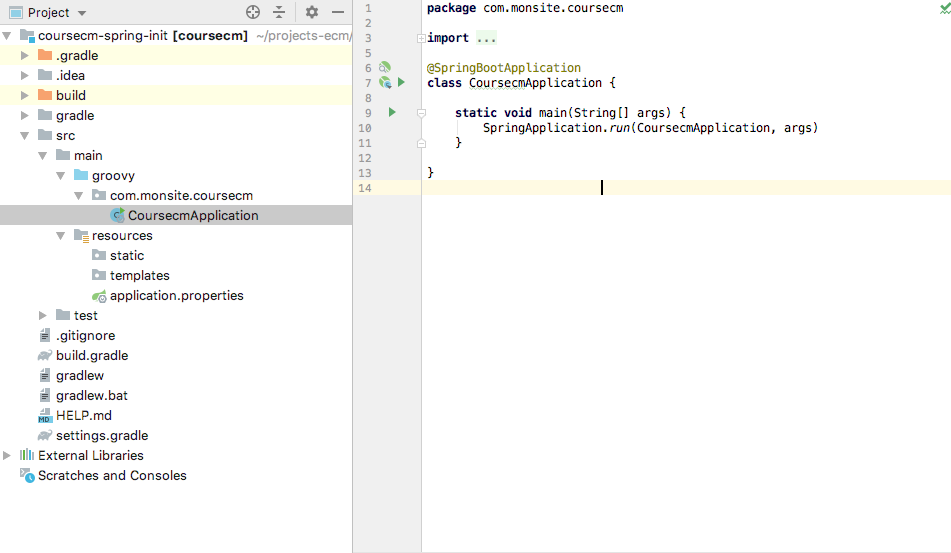 Project
coursecm-spring-init [coursecm] ~/projects-ecm/
.gradle
.idea
build
gradle
src
main
groovy
com.monsite.coursecm
CoursecmApplication
resources
static
templates
application.properties
test
.gitignore
build.gradle
gradlew
gradlew.bat
HELP.md
settings.gradle
External Libraries
Scratches and Consoles
1 package com.monsite.coursecm
2
3 import ...
5
6 @SpringBootApplication
7 class CoursecmApplication {
8
9 static void main(String[] args) {
10 SpringApplication.run(CoursecmApplication, args)
11 }
12
13 }
14